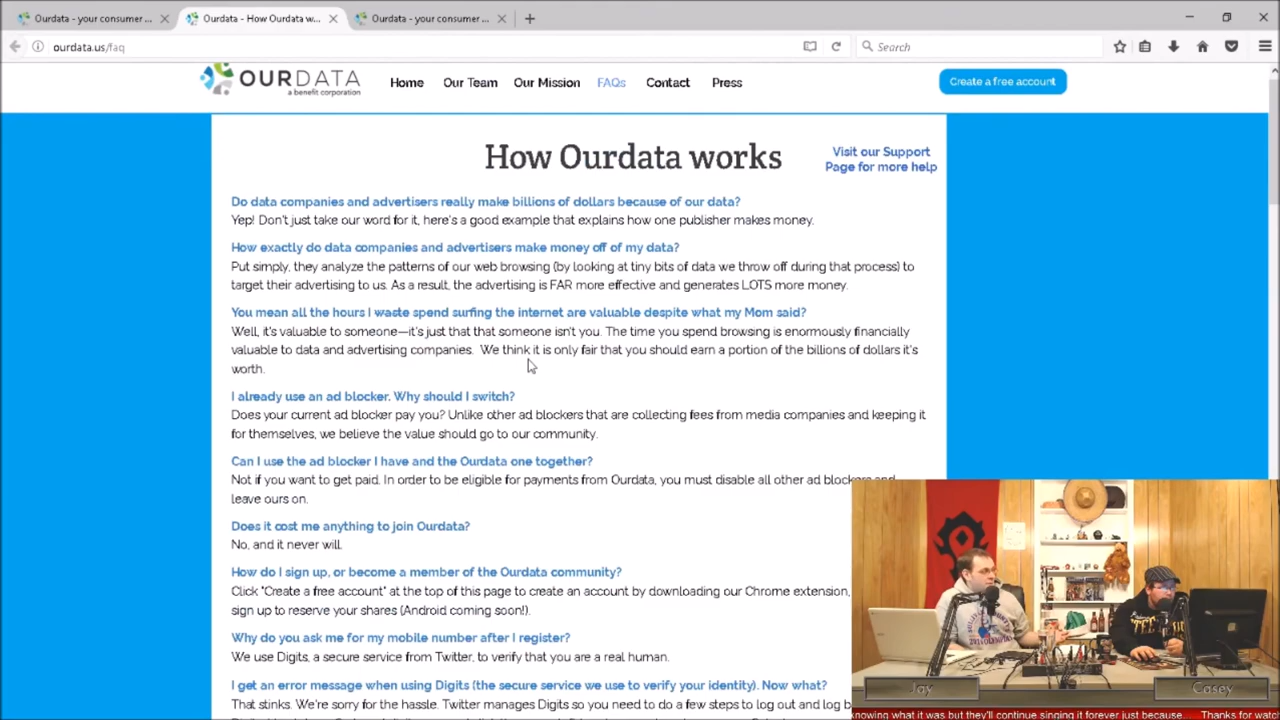 Ourdata - your consumer ...
Ourdata - How Ourdata w...
Ourdata - your consumer ...
ourdata.us/faq
Search
OURDATA
a benefit corporation
Home
Our Team
Our Mission
FAQs
Contact
Press
Create a free account
How Ourdata works
Visit our Support
Page for more help
Do data companies and advertisers really make billions of dollars because of our data?
Yep! Don't just take our word for it, here's a good example that explains how one publisher makes money.
How exactly do data companies and advertisers make money off of my data?
Put simply, they analyze the patterns of our web browsing (by looking at tiny bits of data we throw off during that process) to
target their advertising to us. As a result, the advertising is FAR more effective and generates LOTS more money.
You mean all the hours I waste spend surfing the internet are valuable despite what my Mom said?
Well, it's valuable to someone—it's just that that someone isn't you. The time you spend browsing is enormously financially
valuable to data and advertising companies.  We think it is only fair that you should earn a portion of the billions of dollars it's
worth.
I already use an ad blocker. Why should I switch?
Does your current ad blocker pay you? Unlike other ad blockers that are collecting fees from media companies and keeping it
for themselves, we believe the value should go to our community.
Can I use the ad blocker I have and the Ourdata one together?
Not if you want to get paid. In order to be eligible for payments from Ourdata, you must disable all other ad blockers and
leave ours on.
Does it cost me anything to join Ourdata?
No, and it never will.
How do I sign up, or become a member of the Ourdata community?
Click "Create a free account" at the top of this page to create an account by downloading our Chrome extension,
sign up to reserve your shares (Android coming soon!).
Why do you ask me for my mobile number after I register?
We use Digits, a secure service from Twitter, to verify that you are a real human.
I get an error message when using Digits (the secure service we use to verify your identity). Now what?
That stinks. We're sorry for the hassle. Twitter manages Digits so you need to do a few steps to log out and log b
Jay
Casey
knowing what it was but they'll continue singing it forever just because...
Thanks for wa